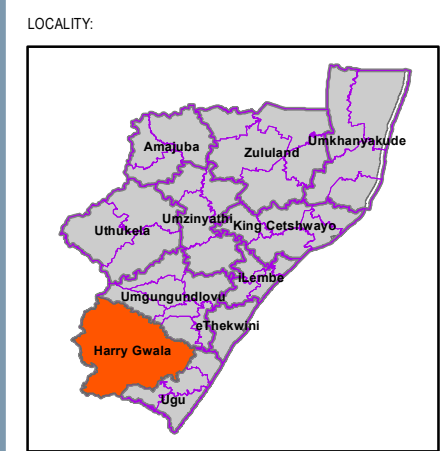 LOCALITY:
Amajuba
Zululand
Umkhanyakude
Uthukela
Umzinyathi
King Cetshwayo
iLembe
Umgungundlovu
eThekwini
Harry Gwala
Ugu